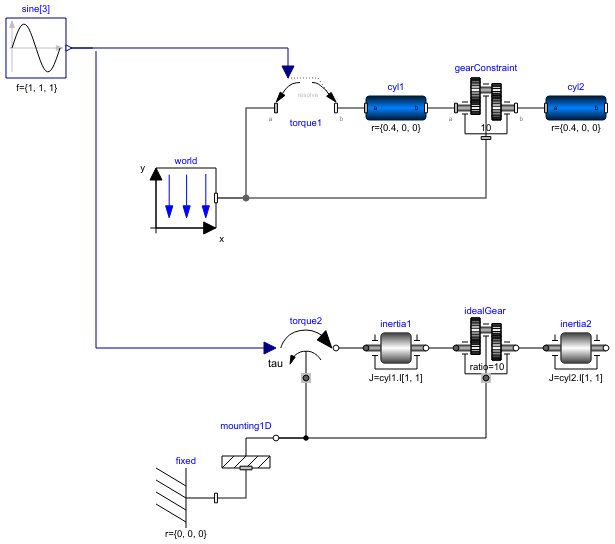 sine[3]
f={1, 1, 1}
resolve
a
b
torque1
cyl1
a
b
r={0.4, 0, 0}
gearConstraint
a
b
10
cyl2
a
b
r={0.4, 0, 0}
world
y
x
torque2
tau
inertia1
J=cyl1.I[1, 1]
idealGear
ratio=10
inertia2
J=cyl2.I[1, 1]
mounting1D
fixed
r={0, 0, 0}